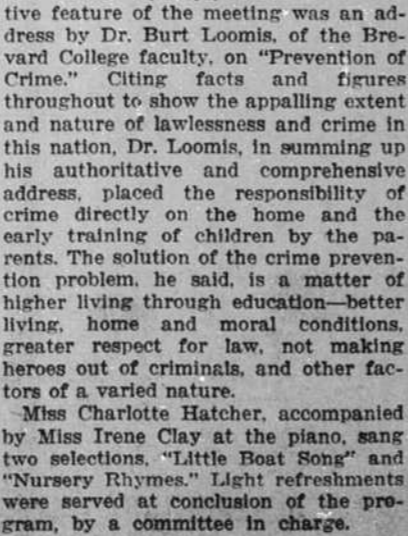 tive feature of the meeting was an ad-
dress by Dr. Burt Loomis, of the Bre-
vard College faculty, on “Prevention of
Crime.” Citing facts and figures
throughout to show the appalling extent
and nature of lawlessness and crime in
this nation, Dr. Loomis, in summing up
his authoritative and comprehensive
address, placed the responsibility of
crime directly on the home and the
early training of children by the pa-
rents. The solution of the crime preven-
tion problem, he said, is a matter of
higher living through education—better
living, home and moral conditions,
greater respect for law, not making
heroes out of criminals, and other fac-
tors of a varied nature.
Miss Charlotte Hatcher, accompanied
by Miss Irene Clay at the piano, sang
two selections, “Little Boat Song” and
“Nursery Rhymes.” Light refreshments
were served at conclusion of the pro-
gram, by a committee in charge.